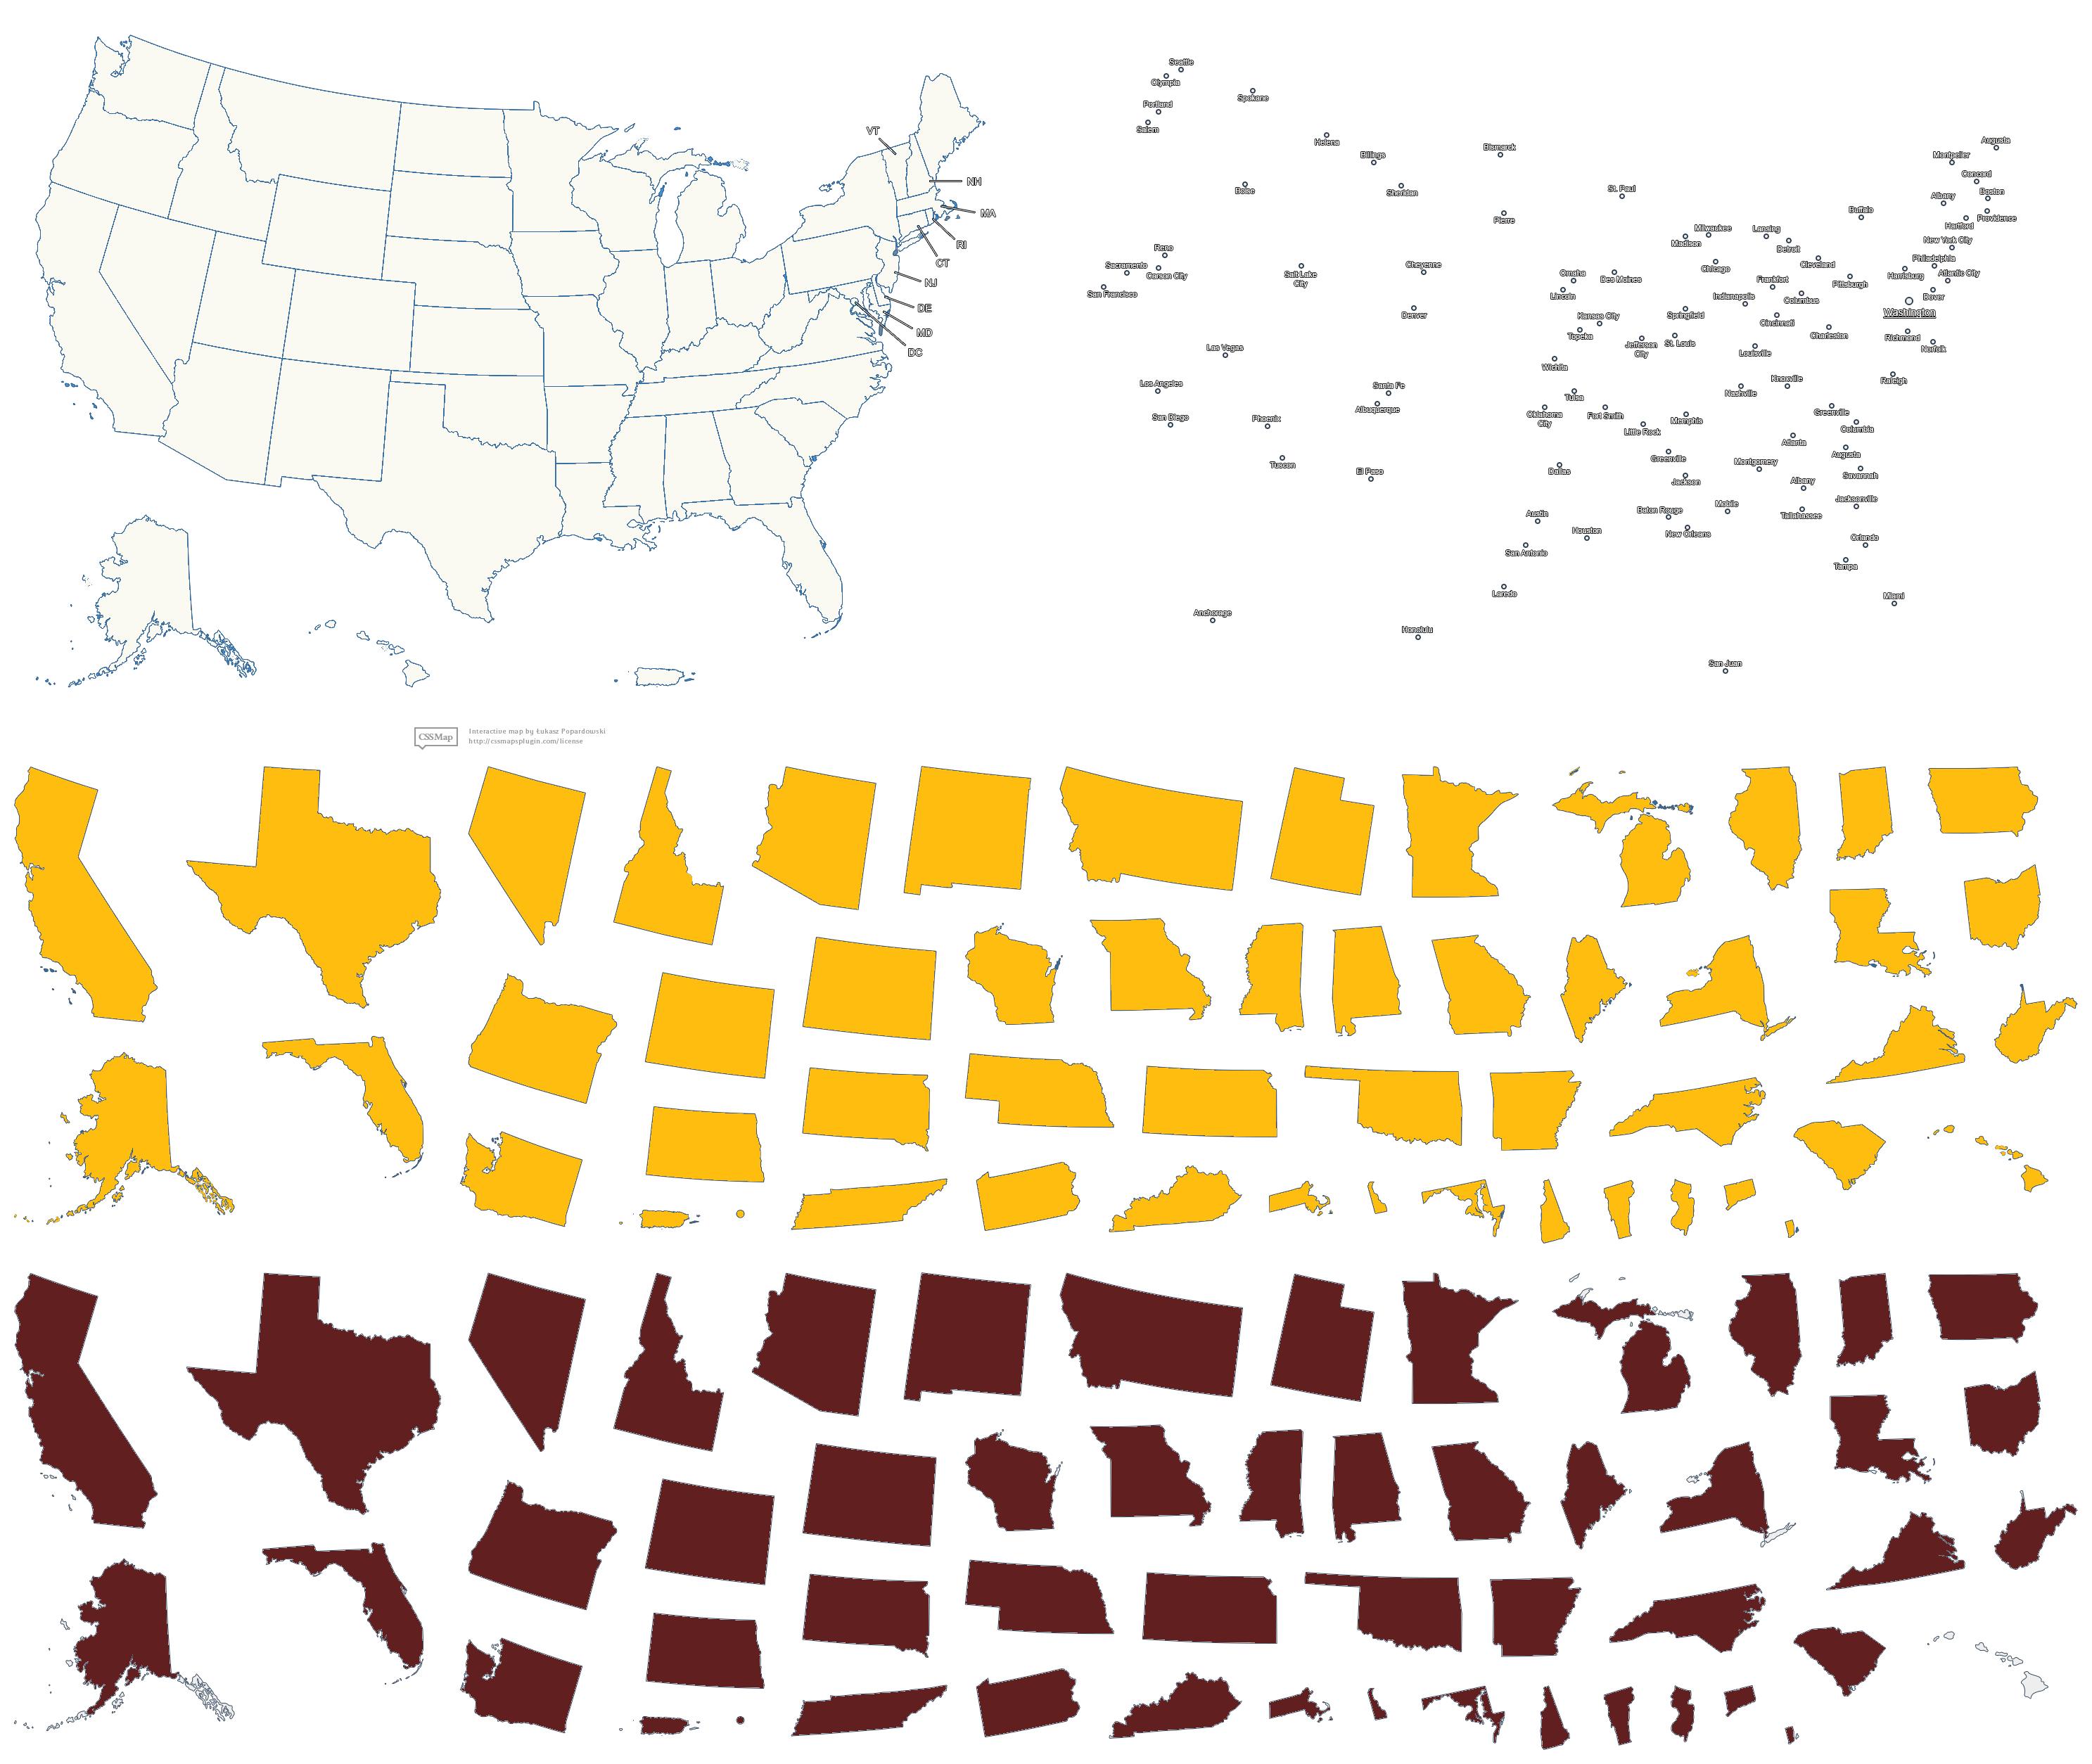 VT
NH
MA
RI
CT
NJ
DE
MD
DC
Seattle
Olympia
Spokane
Portland
Salem
Helena
Billings
Bismarck
Boise
Sheridan
St. Paul
Pierre
Augusta
Montpelier
Concord
Boston
Albany
Buffalo
Providence
Hartford
New York City
Milwaukee
Lansing
Madison
Detroit
Reno
Sacramento
Carson City
San Francisco
Salt Lake
City
Cheyenne
Omaha
Des Moines
Lincoln
Chicago
Cleveland
Philadelphia
Harrisburg
Atlantic City
Frankfort
Pittsburgh
Indianapolis
Columbus
Dover
Denver
Kansas City
Springfield
Cincinnati
Washington
Topeka
Jefferson
City
St. Louis
Charleston
Richmond
Norfolk
Las Vegas
Wichita
Louisville
Los Angeles
Santa Fe
Albuquerque
Tulsa
Nashville
Knoxville
Raleigh
San Diego
Phoenix
Oklahoma
City
Fort Smith
Memphis
Greenville
Little Rock
Columbia
Atlanta
Tuscon
El Paso
Dallas
Greenville
Montgomery
Augusta
Jackson
Savannah
Albany
Austin
Baton Rouge
Mobile
Jacksonville
Tallahassee
Houston
New Orleans
San Antonio
Orlando
Tampa
Laredo
Miami
Anchorage
Honolulu
San Juan
CSSMap
Interactive map by Łukasz Popardowski
http://cssmapsplugin.com/license